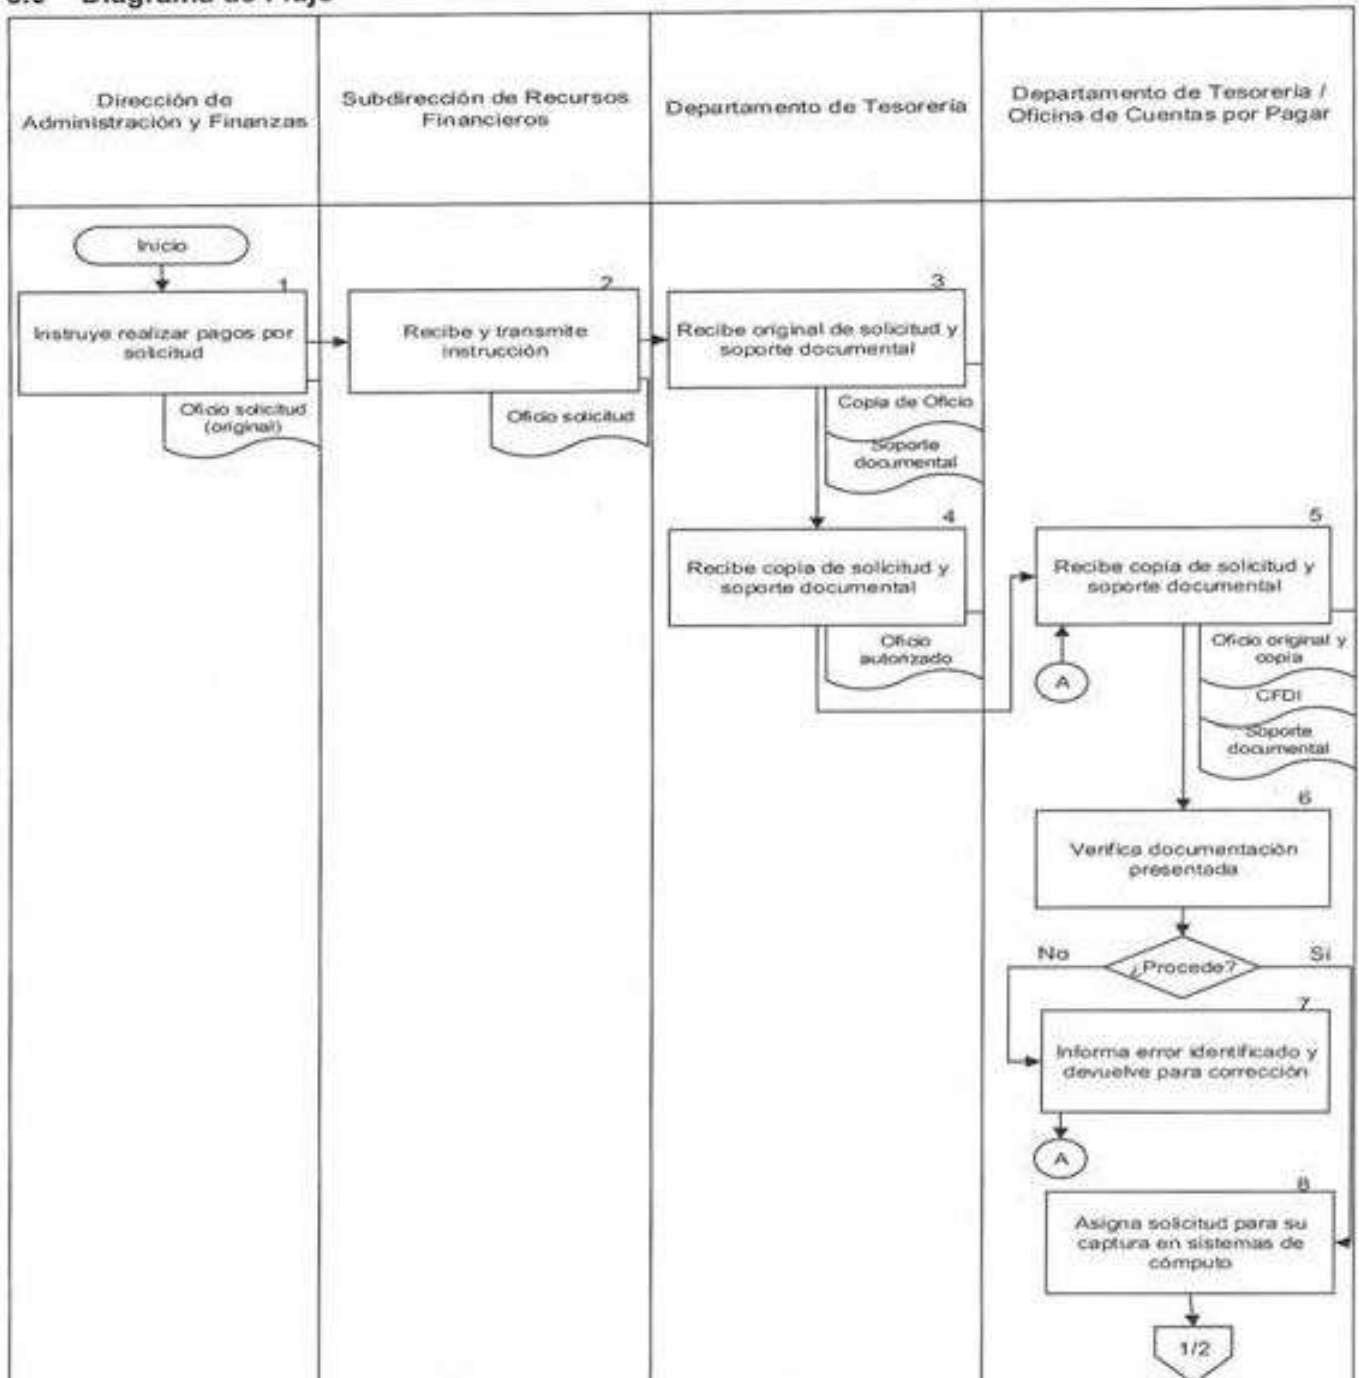 Diagrama de Flujo
Dirección de
Administración y Finanzas
Subdirección de Recursos
Financieros
Departamento de Tesorería
Departamento de Tesorería /
Oficina de Cuentas por Pagar
Inicio
1
Instruye realizar pagos por
solicitud
Oficio solicitud
(original)
2
Recibe y transmite
instrucción
Oficio solicitud
3
Recibe original de solicitud y
soporte documental
Copia de Oficio
Soporte
documental
4
Recibe copia de solicitud y
soporte documental
Oficio
autorizado
5
Recibe copia de solicitud y
soporte documental
A
Oficio original y
copia
CFDI
Soporte
documental
6
Verifica documentación
presentada
No
¿Procede?
Sí
7
Informa error identificado y
devuelve para corrección
A
8
Asigna solicitud para su
captura en sistemas de
cómputo
1/2